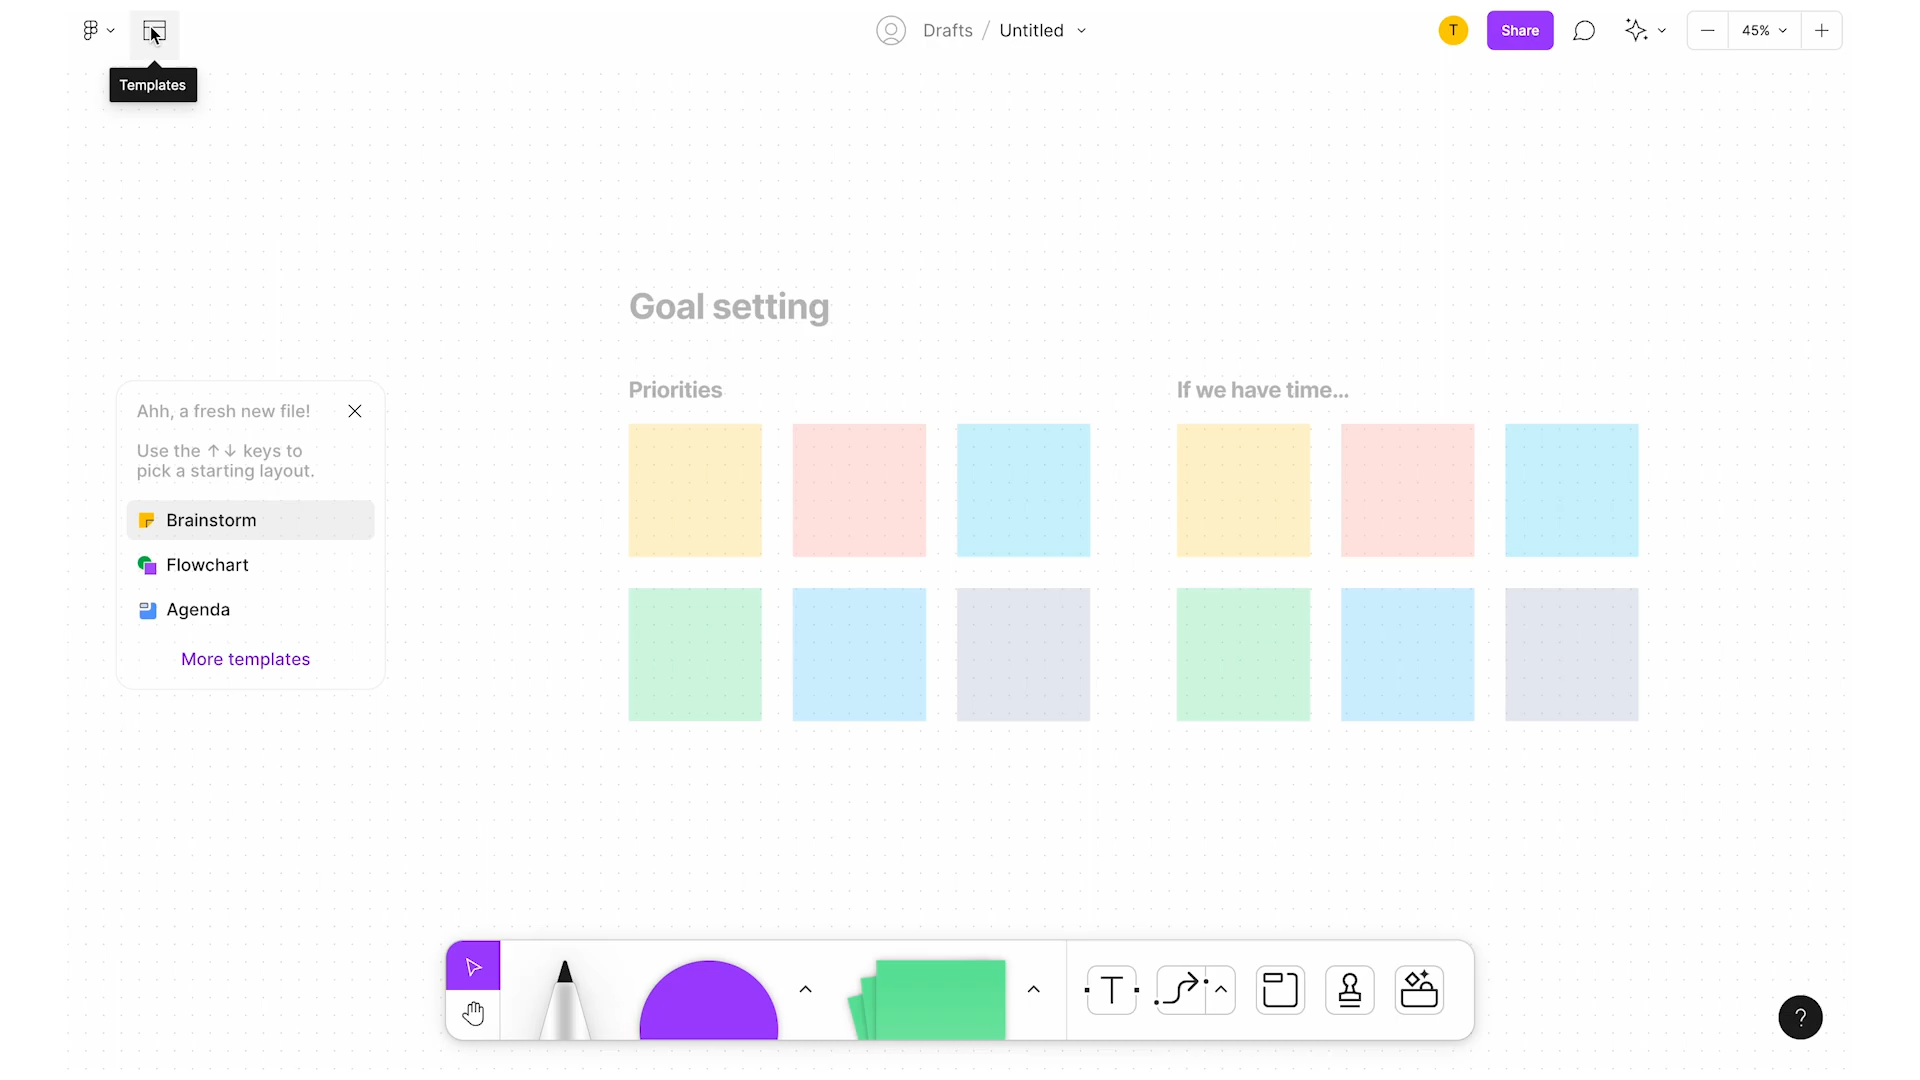 Drafts / Untitled
T
Share
45%
Templates
Goal setting
Priorities
If we have time...
Ahh, a fresh new file!
Use the ↑↓ keys to
pick a starting layout.
Brainstorm
Flowchart
Agenda
More templates
T
?